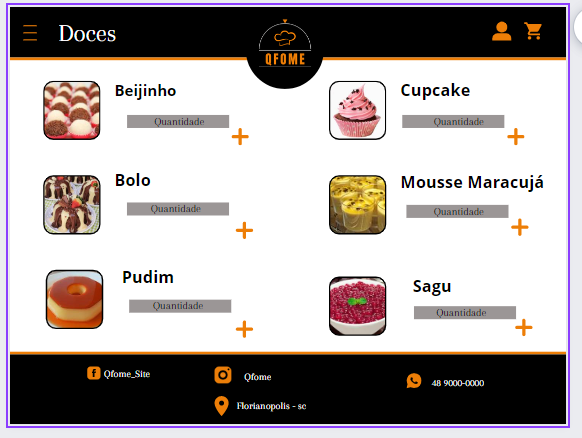 Doces
QFOME
Beijinho
Quantidade
Cupcake
Quantidade
Bolo
Quantidade
Mousse Maracujá
Quantidade
Pudim
Quantidade
Sagu
Quantidade
Qfome_Site
Qfome
48 9000-0000
Florianopolis - sc